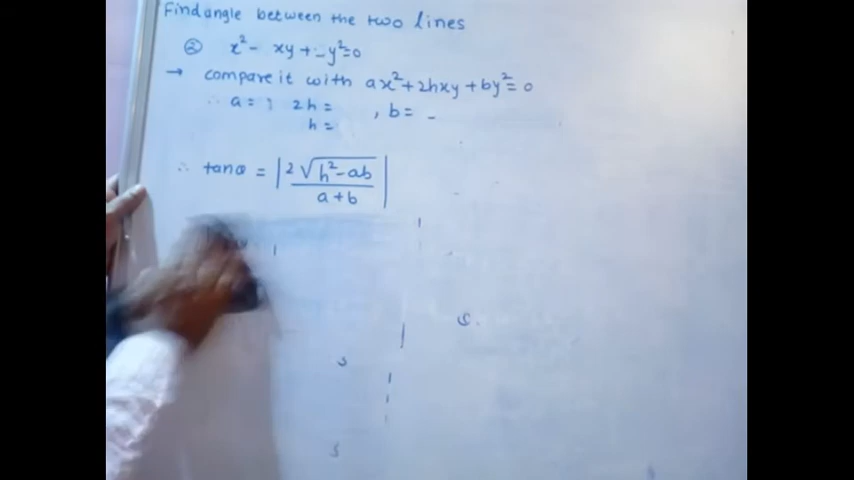 Find angle between the two lines
② x² - xy + - y² = 0
→ compare it with ax² + 2hxy + by² = 0
∴ a = 2h = , b = -
h =
∴ tanθ = | 2√(h² - ab) / a + b |